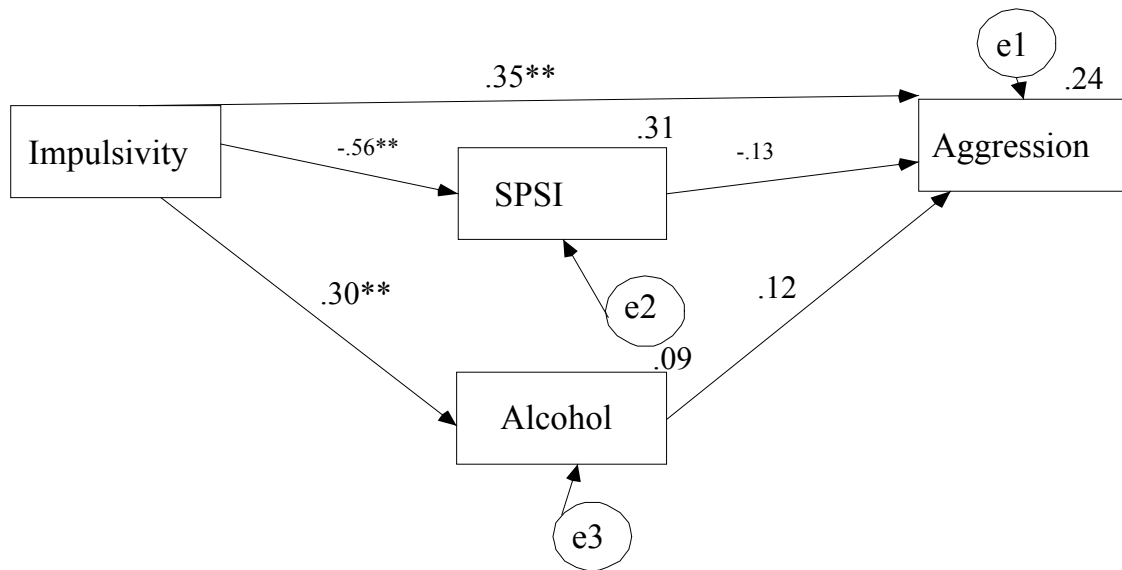 e1
.35**
.24
Impulsivity
-.56**
.31
-.13
Aggression
SPSI
.30**
e2
.12
.09
Alcohol
e3